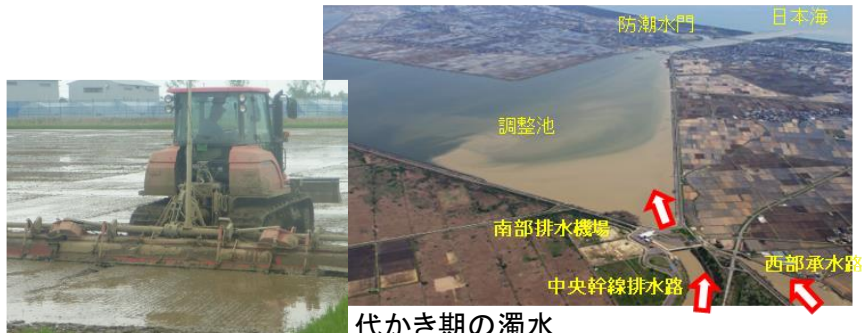 防潮水門
日本海
調整池
南部排水機場
西部承水路
中央幹線排水路
代かき期の濁水